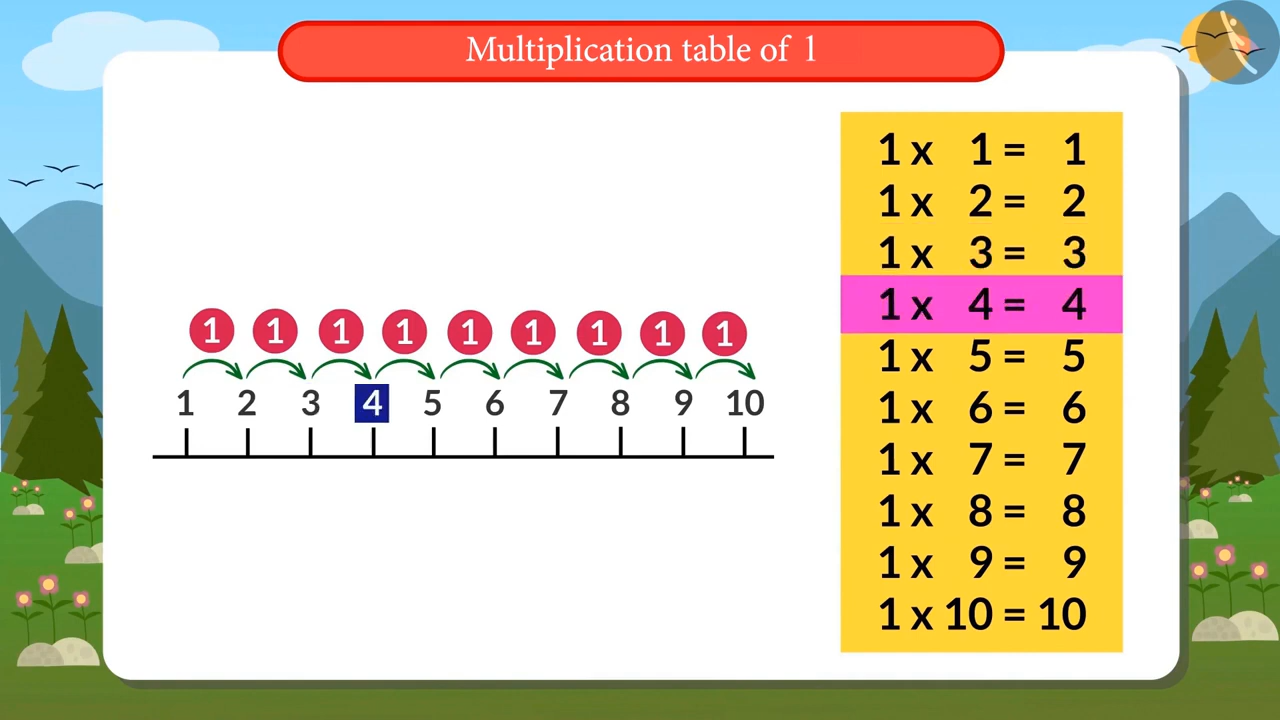 Multiplication table of 1
1 1 1 1 1 1 1 1 1
1 2 3 4 5 6 7 8 9 10
1 x 1 = 1
1 x 2 = 2
1 x 3 = 3
1 x 4 = 4
1 x 5 = 5
1 x 6 = 6
1 x 7 = 7
1 x 8 = 8
1 x 9 = 9
1 x 10 = 10